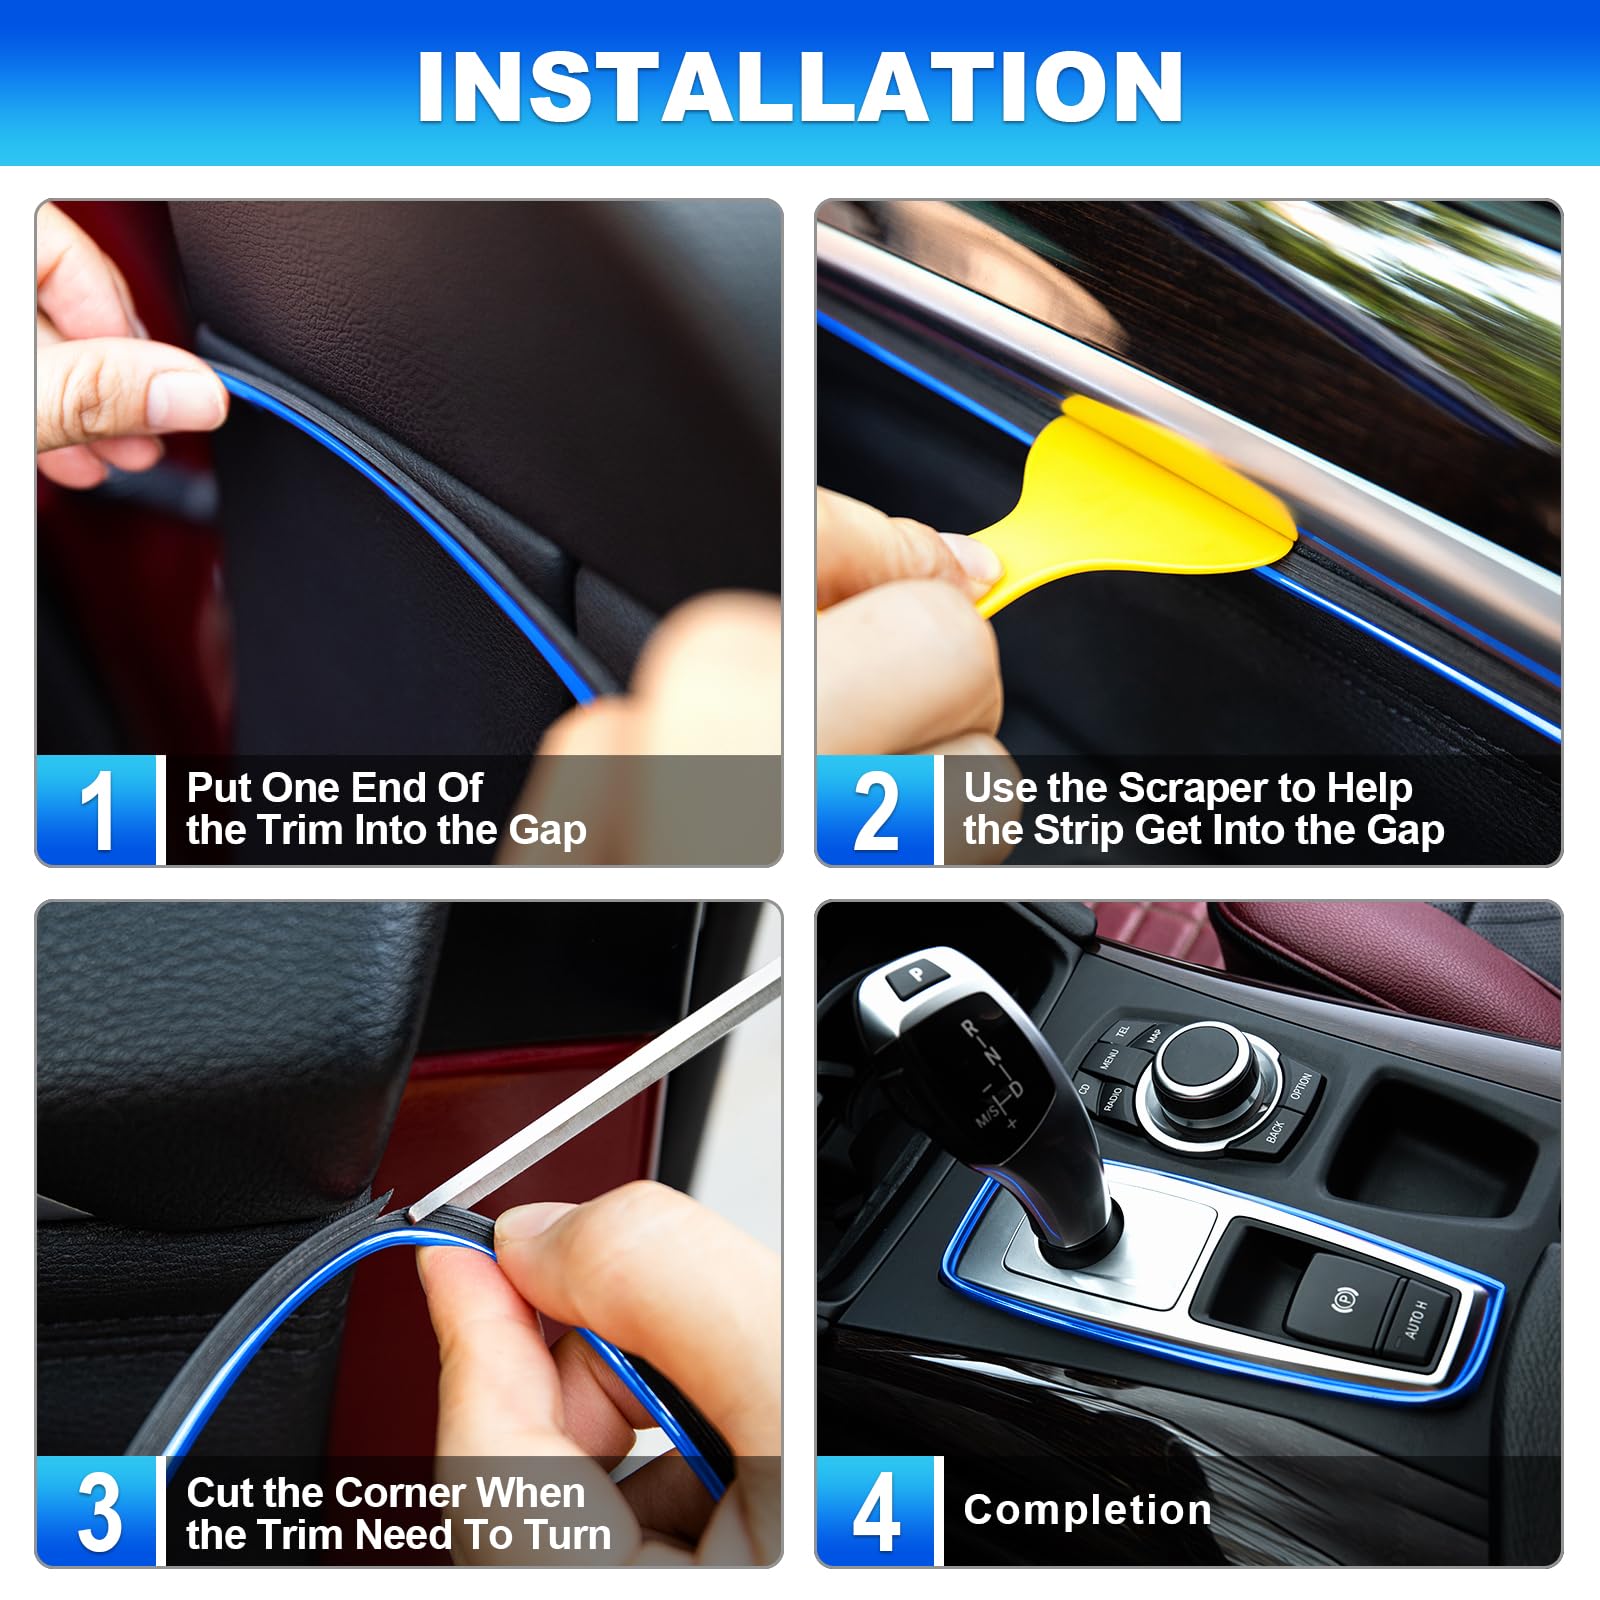 INSTALLATION
1
Put One End Of
the Trim Into the Gap
2
Use the Scraper to Help
the Strip Get Into the Gap
3
Cut the Corner When
the Trim Need To Turn
P
R
N
D
M/S
+
-
TEL
MAP
MENU
CD
RADIO
OPTION
BACK
(P)
AUTO H
4
Completion